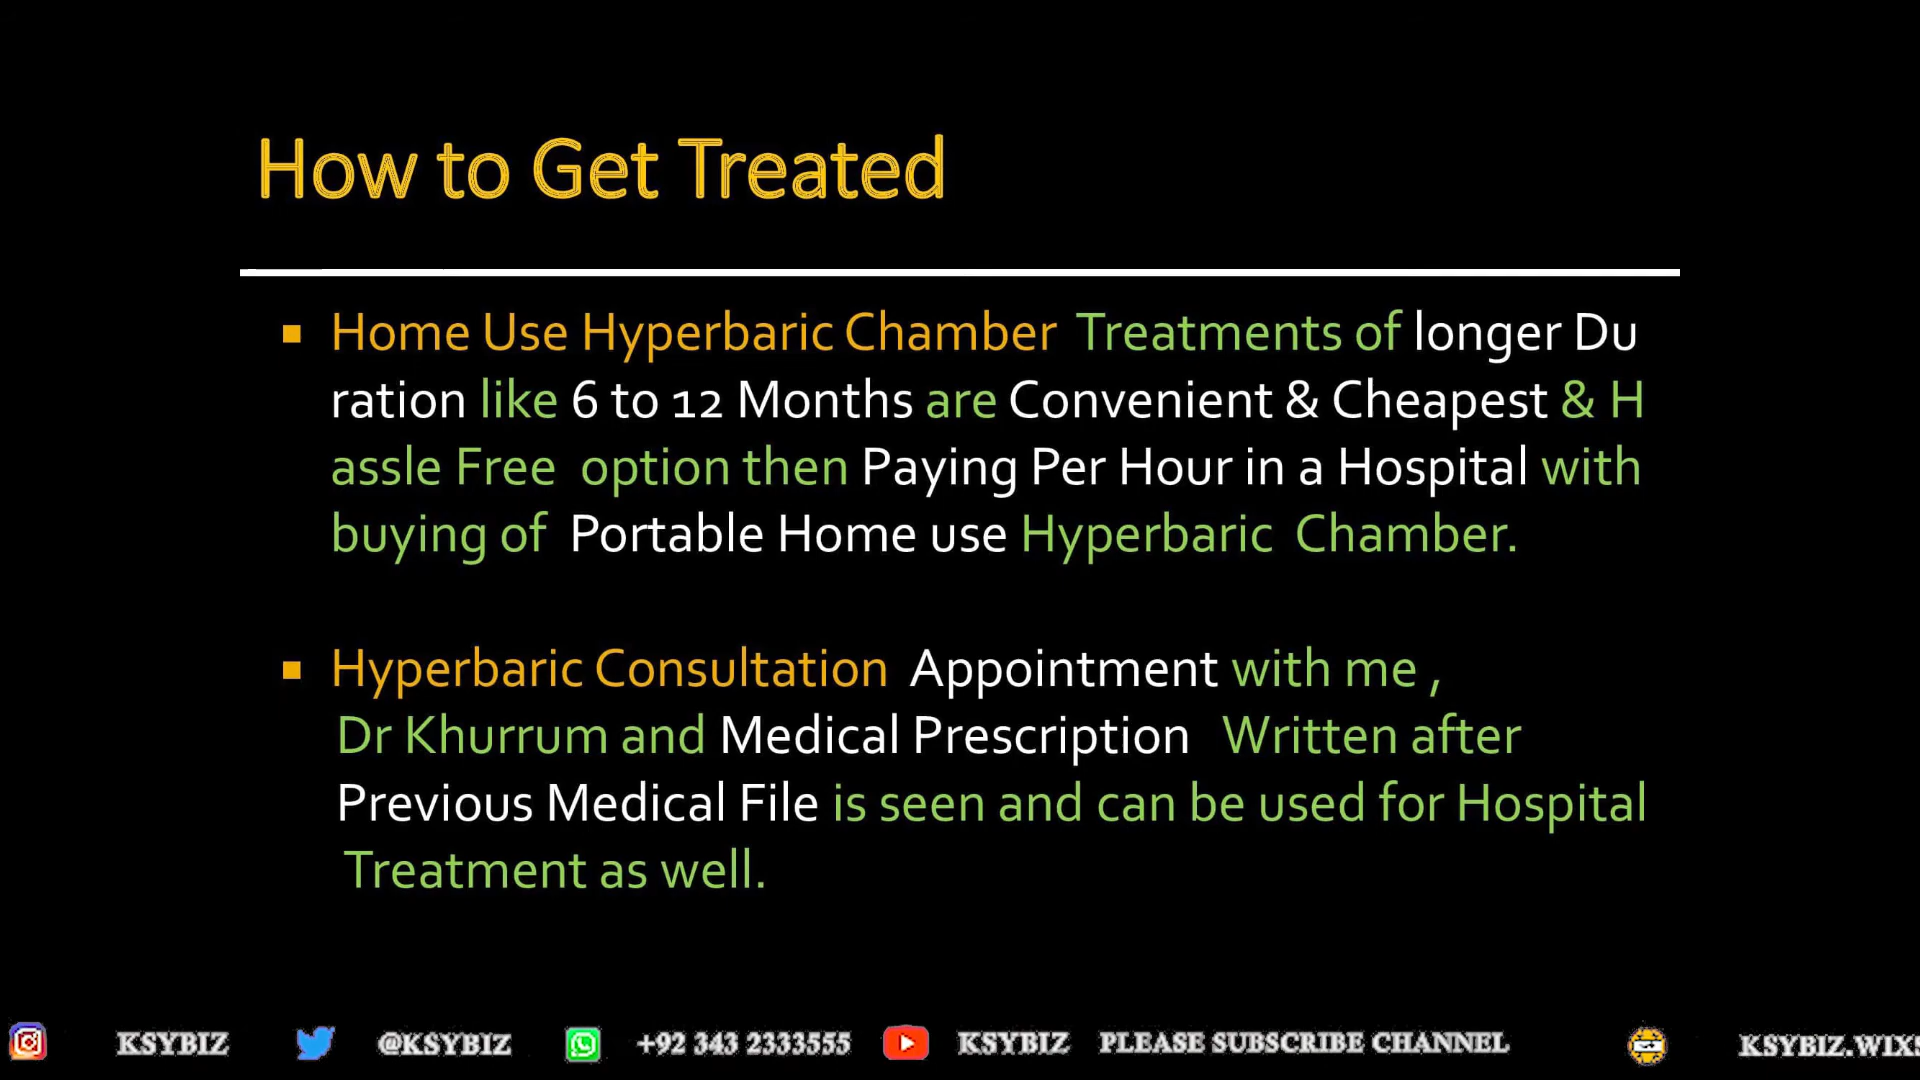 How to Get Treated
Home Use Hyperbaric Chamber Treatments of longer Du
ration like 6 to 12 Months are Convenient & Cheapest & H
assle Free option then Paying Per Hour in a Hospital with
buying of Portable Home use Hyperbaric Chamber.
Hyperbaric Consultation Appointment with me ,
Dr Khurrum and Medical Prescription Written after
Previous Medical File is seen and can be used for Hospital
Treatment as well.
KSYBIZ @KSYBIZ +92 343 2333555 KSYBIZ PLEASE SUBSCRIBE CHANNEL KSYBIZ.WIXS